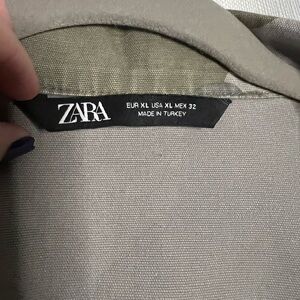 ZARA
EUR XL USA XL MEX 32
MADE IN TURKEY